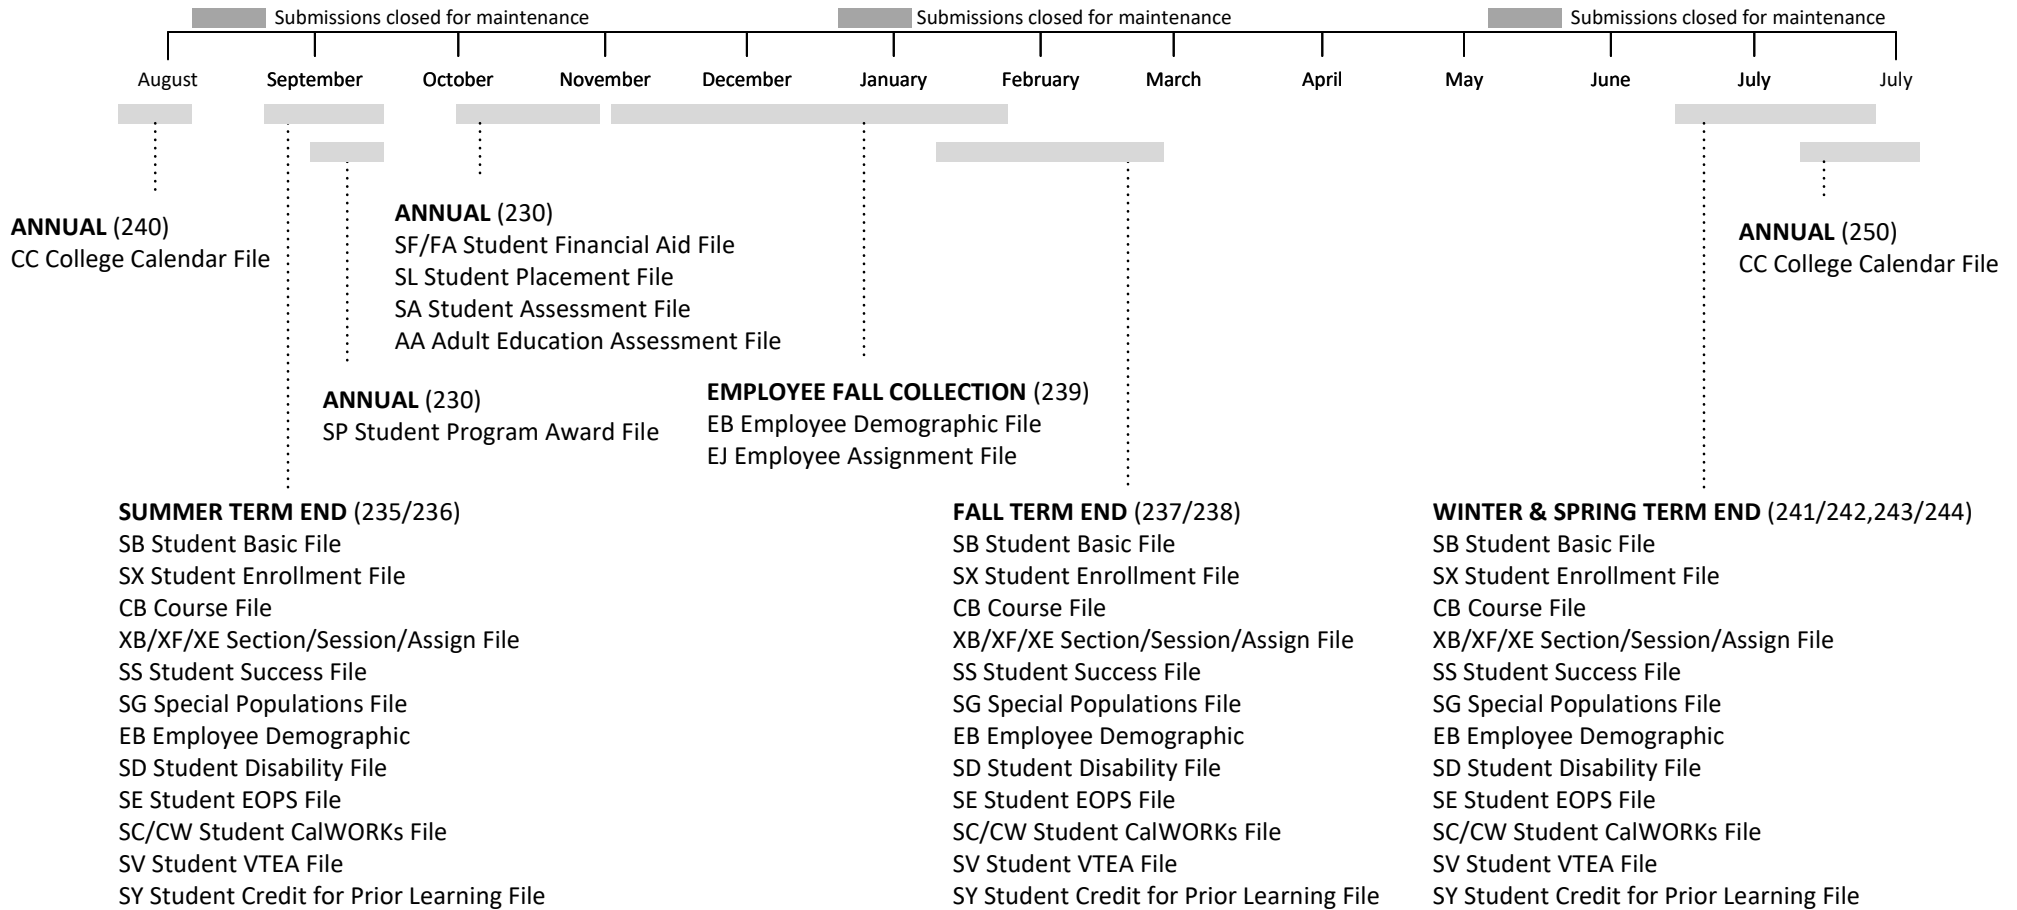 Submissions closed for maintenance
Submissions closed for maintenance
Submissions closed for maintenance
August
September
October
November
December
January
February
March
April
May
June
July
July
ANNUAL (240)
CC College Calendar File
ANNUAL (230)
SF/FA Student Financial Aid File
SL Student Placement File
SA Student Assessment File
AA Adult Education Assessment File
ANNUAL (250)
CC College Calendar File
ANNUAL (230)
SP Student Program Award File
EMPLOYEE FALL COLLECTION (239)
EB Employee Demographic File
EJ Employee Assignment File
SUMMER TERM END (235/236)
SB Student Basic File
SX Student Enrollment File
CB Course File
XB/XF/XE Section/Session/Assign File
SS Student Success File
SG Special Populations File
EB Employee Demographic
SD Student Disability File
SE Student EOPS File
SC/CW Student CalWORKs File
SV Student VTEA File
SY Student Credit for Prior Learning File
FALL TERM END (237/238)
SB Student Basic File
SX Student Enrollment File
CB Course File
XB/XF/XE Section/Session/Assign File
SS Student Success File
SG Special Populations File
EB Employee Demographic
SD Student Disability File
SE Student EOPS File
SC/CW Student CalWORKs File
SV Student VTEA File
SY Student Credit for Prior Learning File
WINTER & SPRING TERM END (241/242,243/244)
SB Student Basic File
SX Student Enrollment File
CB Course File
XB/XF/XE Section/Session/Assign File
SS Student Success File
SG Special Populations File
EB Employee Demographic
SD Student Disability File
SE Student EOPS File
SC/CW Student CalWORKs File
SV Student VTEA File
SY Student Credit for Prior Learning File